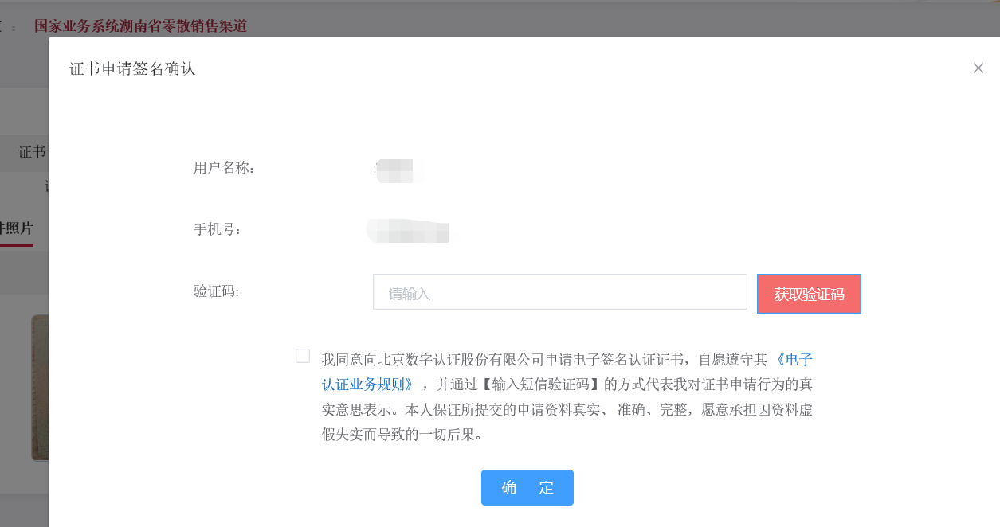 国家业务系统湖南省零散销售渠道
证书申请签名确认
证书
用户名称：
手机号：
件照片
验证码:
请输入
获取验证码
我同意向北京数字认证股份有限公司申请电子签名认证证书，自愿遵守其《电子
认证业务规则》，并通过【输入短信验证码】的方式代表我对证书申请行为的真
实意思表示。本人保证所提交的申请资料真实、准确、完整，愿意承担因资料虚
假失实而导致的一切后果。
确 定